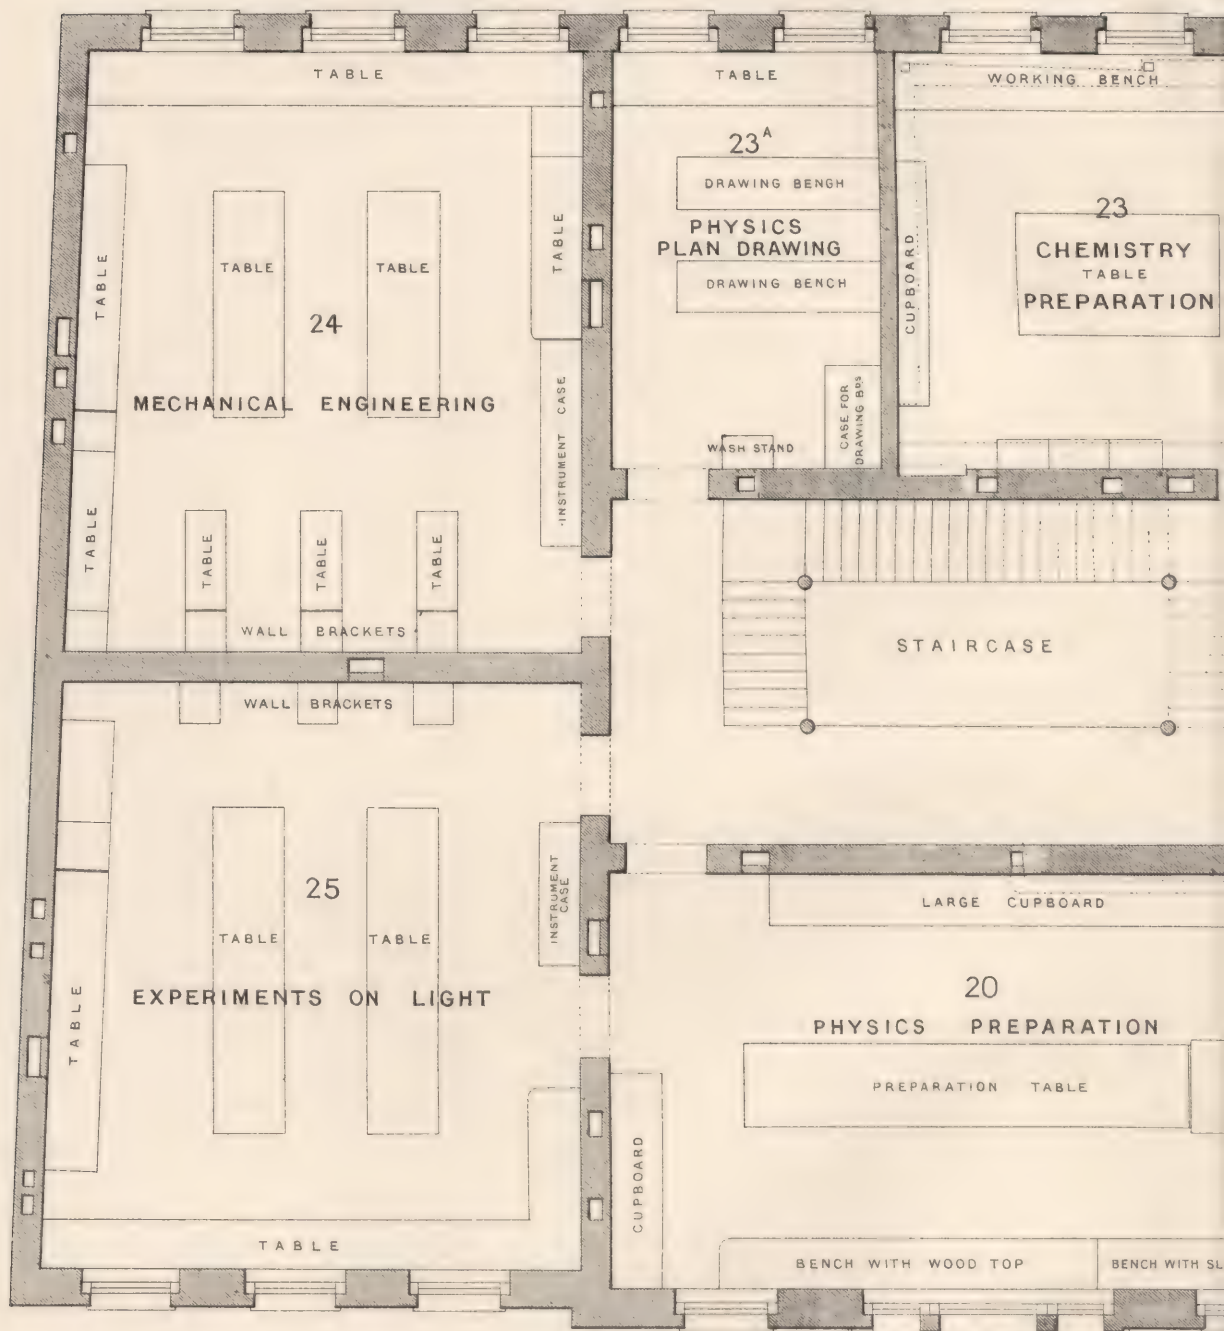 TABLE
TABLE
WORKING BENCH
23A
DRAWING BENGH
23
PHYSICS
PLAN DRAWING
CHEMISTRY
TABLE
PREPARATION
CUPBOARD
DRAWING BENCH
TABLE
TABLE
TABLE
TABLE
24
MECHANICAL ENGINEERING
INSTRUMENT CASE
CASE FOR
DRAWING BDS
WASH STAND
TABLE
TABLE
TABLE
TABLE
WALL BRACKETS
STAIRCASE
WALL BRACKETS
25
INSTRUMENT
CASE
LARGE CUPBOARD
TABLE
TABLE
TABLE
EXPERIMENTS ON LIGHT
20
PHYSICS PREPARATION
PREPARATION TABLE
CUPBOARD
TABLE
BENCH WITH WOOD TOP
BENCH WITH SL